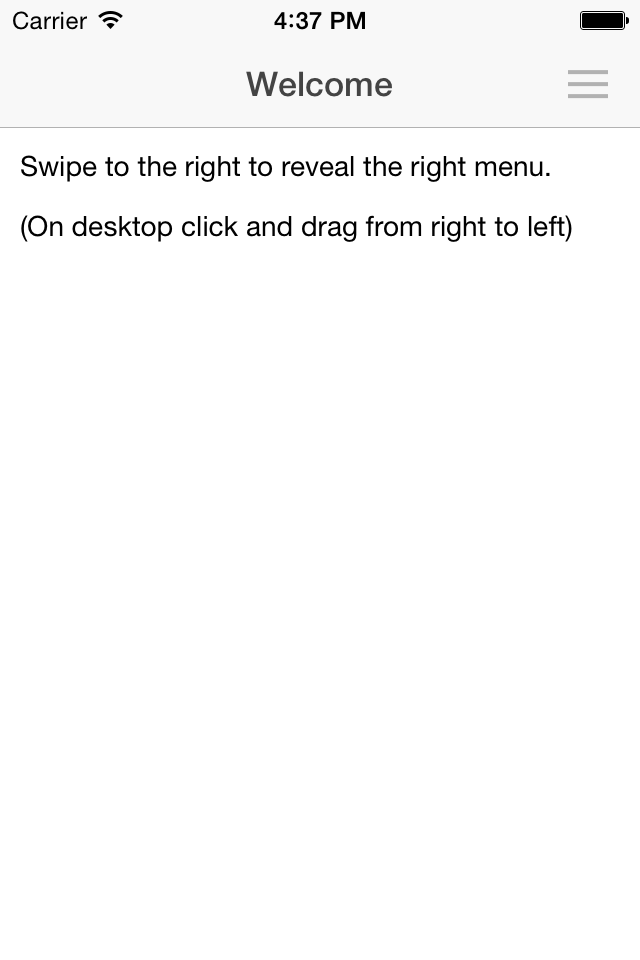 Carrier 4:37 PM
Welcome
Swipe to the right to reveal the right menu.
(On desktop click and drag from right to left)